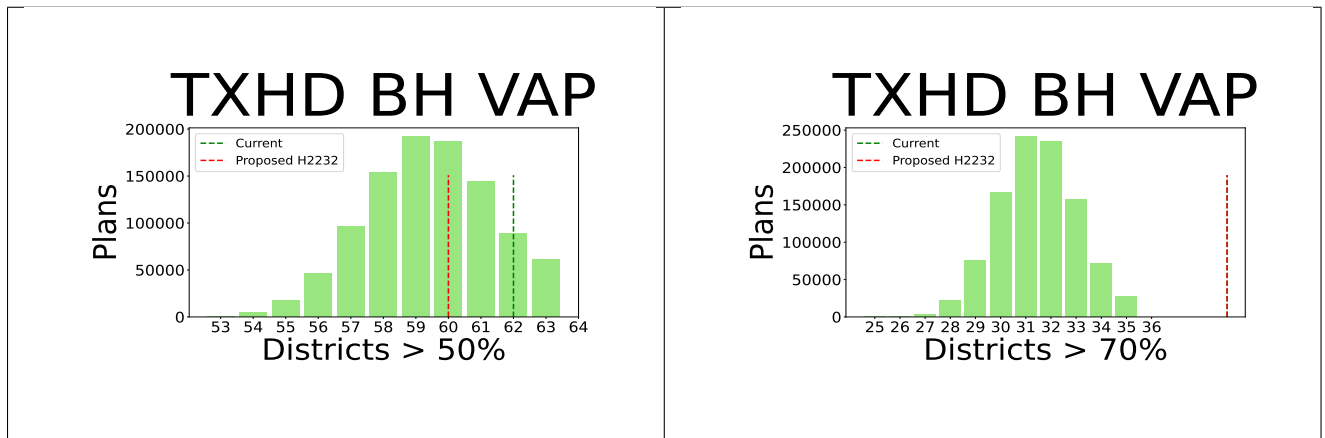 TXHD BH VAP
200000
150000
100000
50000
0
Plans
Current
Proposed H2232
53 54 55 56 57 58 59 60 61 62 63 64
Districts > 50%
TXHD BH VAP
250000
200000
150000
100000
50000
0
Plans
Current
Proposed H2232
25 26 27 28 29 30 31 32 33 34 35 36
Districts > 70%